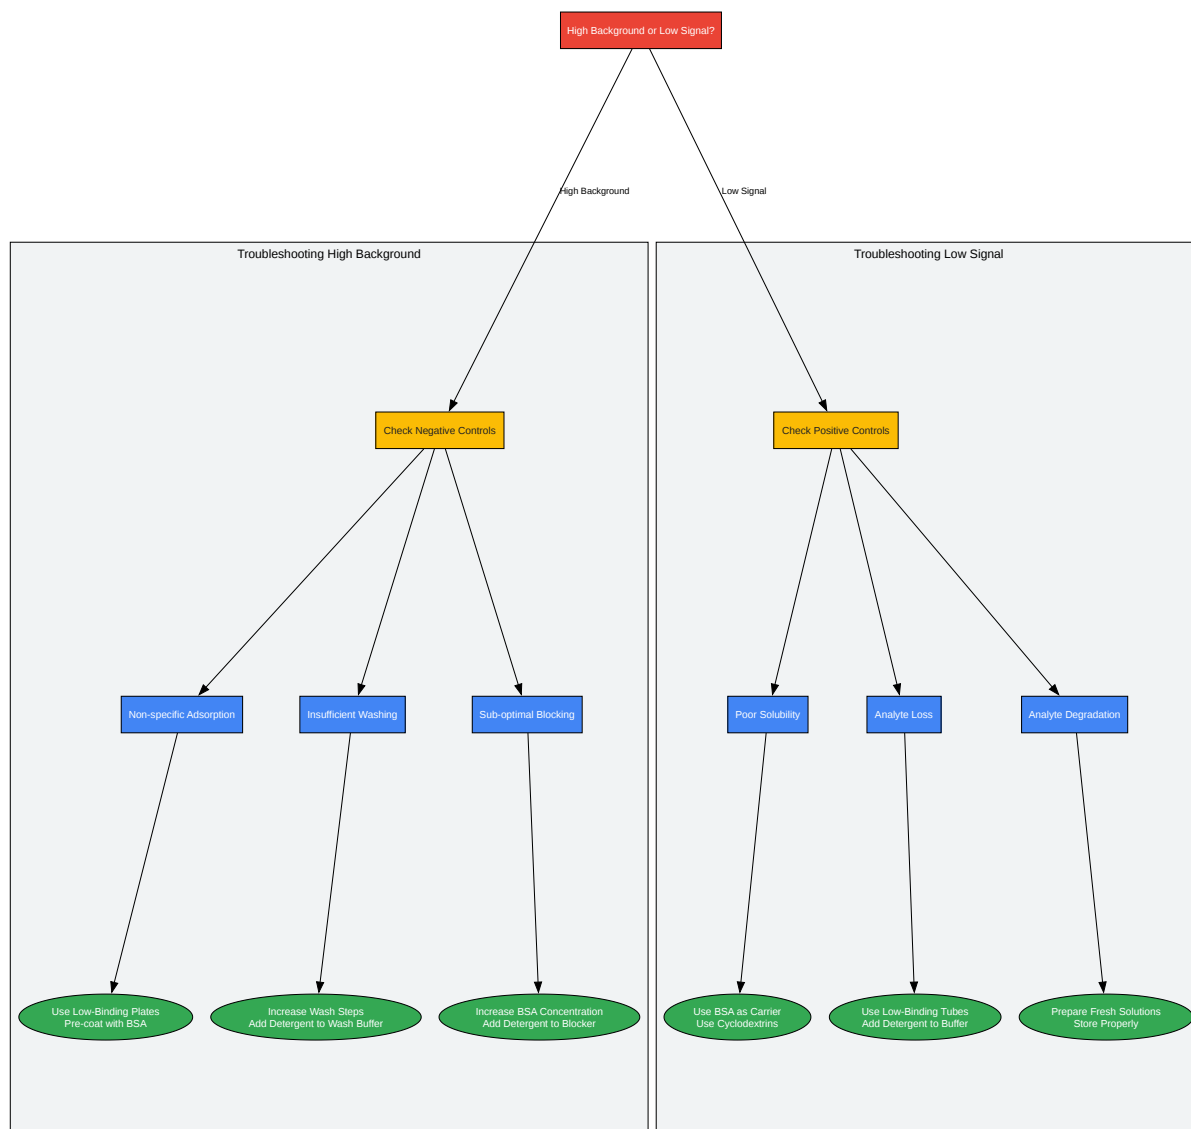 High Background or Low Signal?
High Background
Low Signal
Troubleshooting High Background
Troubleshooting Low Signal
Check Negative Controls
Check Positive Controls
Non-specific Adsorption
Insufficient Washing
Sub-optimal Blocking
Poor Solubility
Analyte Loss
Analyte Degradation
Use Low-Binding Plates
Pre-coat with BSA
Increase Wash Steps
Add Detergent to Wash Buffer
Increase BSA Concentration
Add Detergent to Blocker
Use BSA as Carrier
Use Cyclodextrins
Use Low-Binding Tubes
Add Detergent to Buffer
Prepare Fresh Solutions
Store Properly